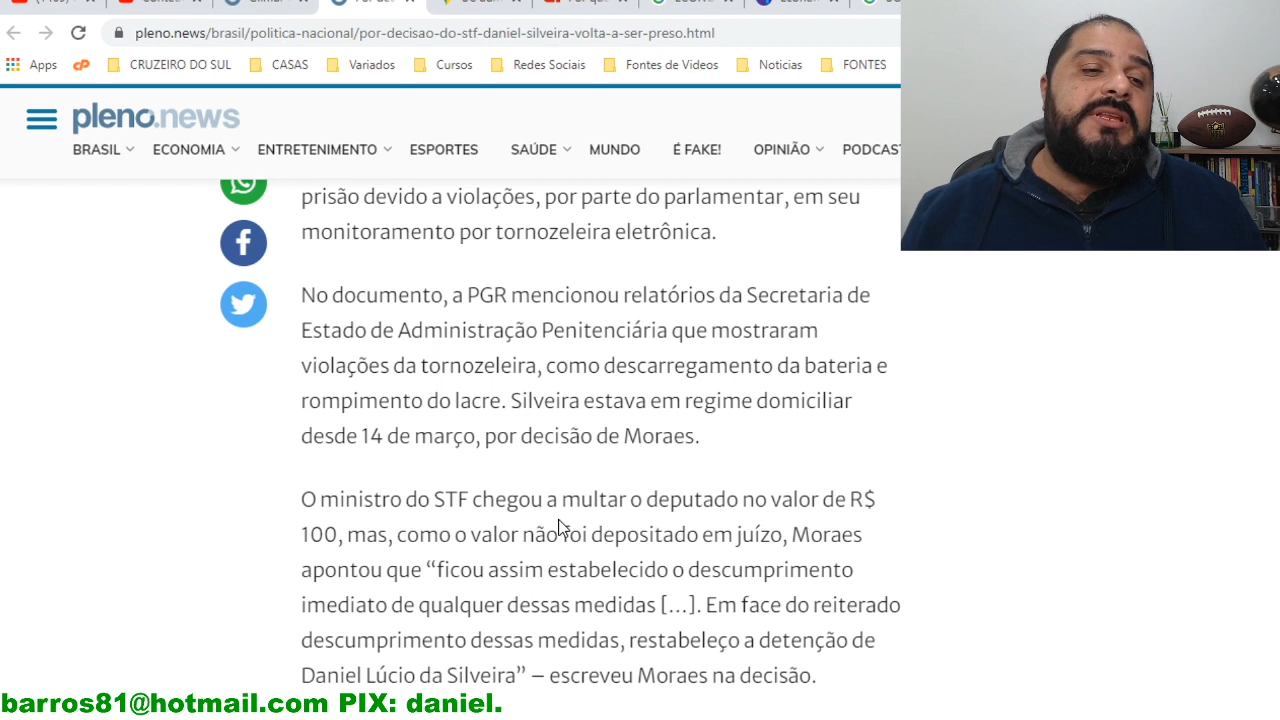 pleno.news/brasil/politica-nacional/por-decisao-do-stf-daniel-silveira-volta-a-ser-preso.html
Apps CRUZEIRO DO SUL CASAS Variados Cursos Redes Sociais Fontes de Videos Noticias FONTES
pleno.news
BRASIL ECONOMIA ENTRETENIMENTO ESPORTES SAÚDE MUNDO É FAKE! OPINIÃO PODCAS
prisão devido a violações, por parte do parlamentar, em seu
monitoramento por tornozeleira eletrônica.
No documento, a PGR mencionou relatórios da Secretaria de
Estado de Administração Penitenciária que mostraram
violações da tornozeleira, como descarregamento da bateria e
rompimento do lacre. Silveira estava em regime domiciliar
desde 14 de março, por decisão de Moraes.
O ministro do STF chegou a multar o deputado no valor de R$
100, mas, como o valor não foi depositado em juízo, Moraes
apontou que “ficou assim estabelecido o descumprimento
imediato de qualquer dessas medidas [...]. Em face do reiterado
descumprimento dessas medidas, restabeleço a detenção de
Daniel Lúcio da Silveira” – escreveu Moraes na decisão.
barros81@hotmail.com PIX: daniel.